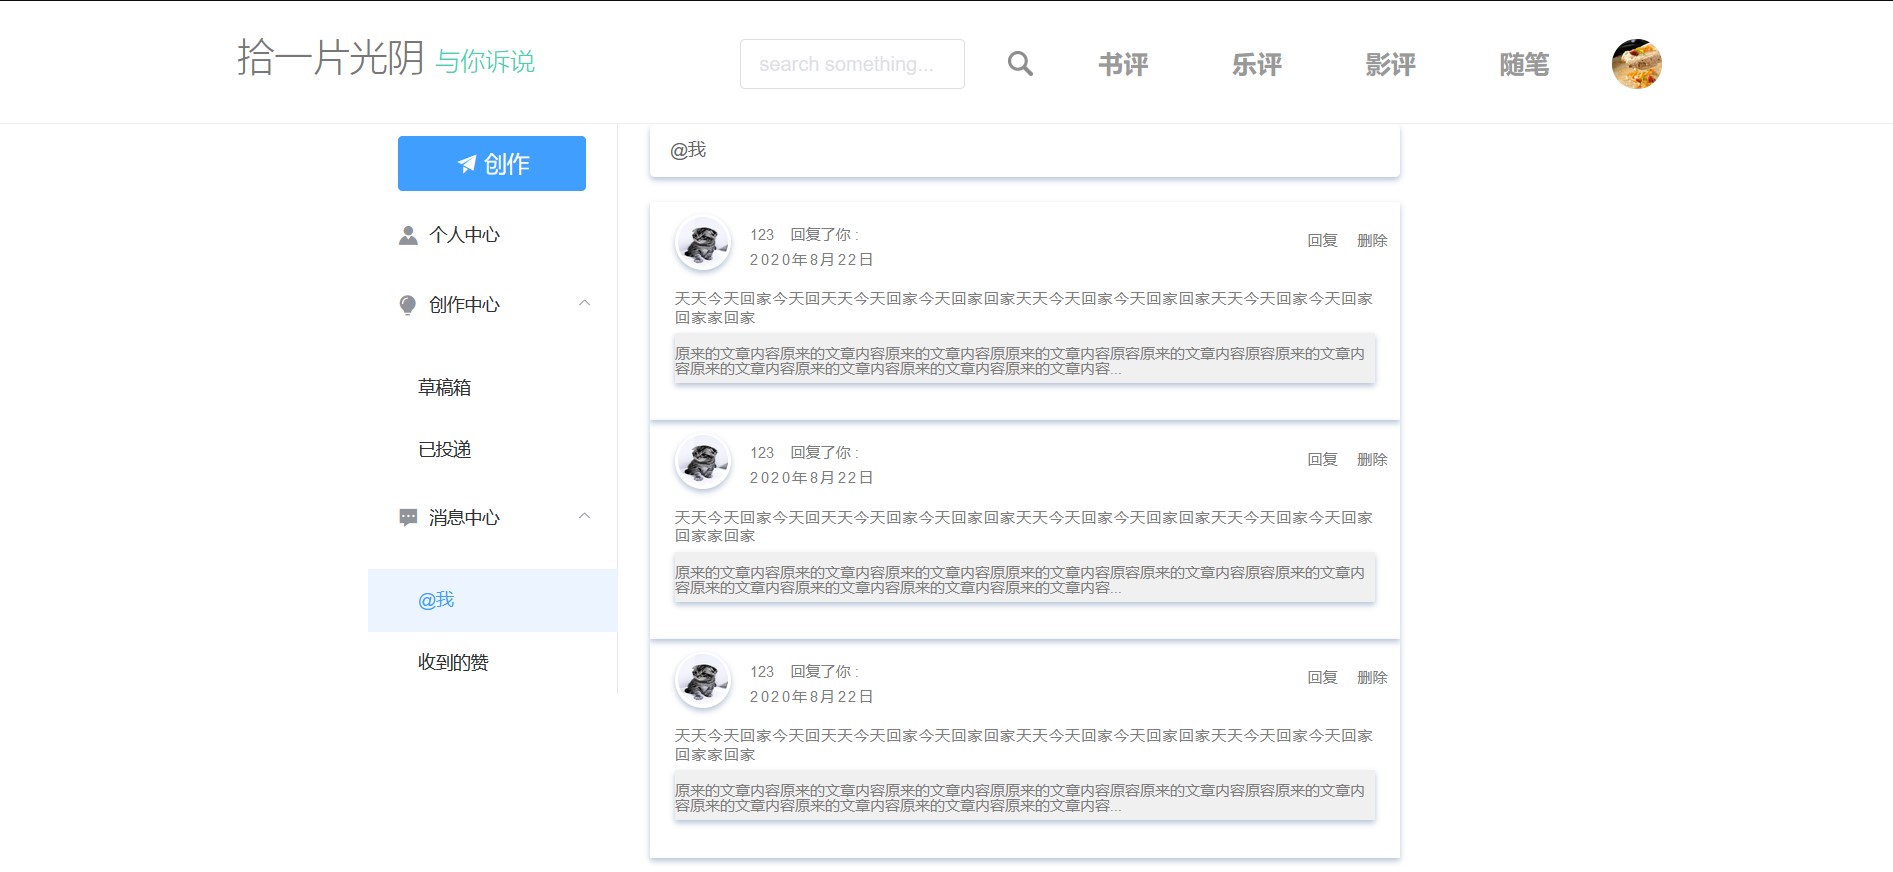 拾一片光阴 与你诉说
search something...
书评
乐评
影评
随笔
创作
个人中心
创作中心
草稿箱
已投递
消息中心
@我
收到的赞
@我
123 回复了你 :
回复 删除
2020年8月22日
天天今天回家今天回天天今天回家今天回家回家天天今天回家今天回家回家天天今天回家今天回家
回家家回家
原来的文章内容原来的文章内容原来的文章内容原原来的文章内容原容原来的文章内容原容原来的文章内
容原来的文章内容原来的文章内容原来的文章内容原来的文章内容...
123 回复了你 :
回复 删除
2020年8月22日
天天今天回家今天回天天今天回家今天回家回家天天今天回家今天回家回家天天今天回家今天回家
回家家回家
原来的文章内容原来的文章内容原来的文章内容原原来的文章内容原容原来的文章内容原容原来的文章内
容原来的文章内容原来的文章内容原来的文章内容原来的文章内容...
123 回复了你 :
回复 删除
2020年8月22日
天天今天回家今天回天天今天回家今天回家回家天天今天回家今天回家回家天天今天回家今天回家
回家家回家
原来的文章内容原来的文章内容原来的文章内容原原来的文章内容原容原来的文章内容原容原来的文章内
容原来的文章内容原来的文章内容原来的文章内容原来的文章内容...